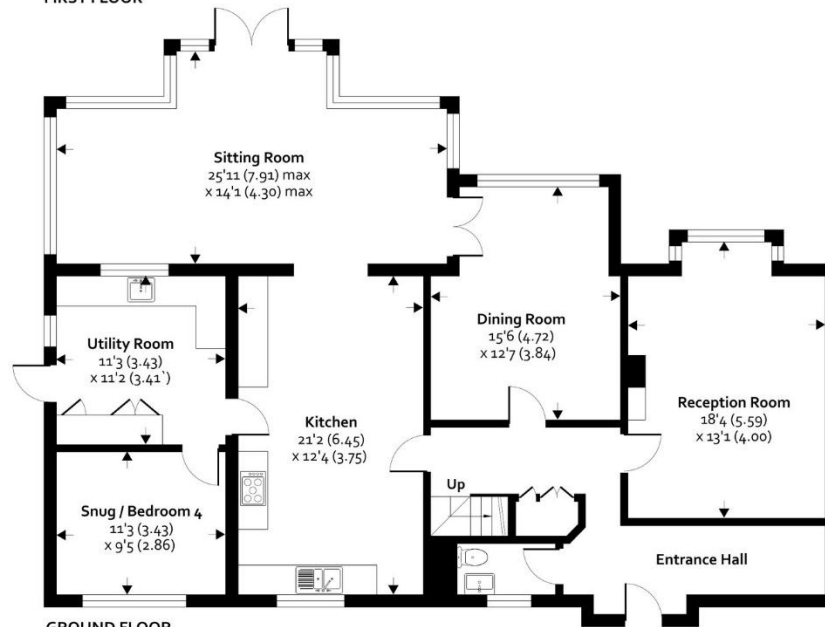 FIRST FLOOR
Sitting Room
25'11 (7.91) max
x 14'1 (4.30) max
Utility Room
11'3 (3.43)
x 11'2 (3.41`)
Dining Room
15'6 (4.72)
x 12'7 (3.84)
Kitchen
21'2 (6.45)
x 12'4 (3.75)
Reception Room
18'4 (5.59)
x 13'1 (4.00)
Up
Snug / Bedroom 4
11'3 (3.43)
x 9'5 (2.86)
Entrance Hall
GROUND FLOOR